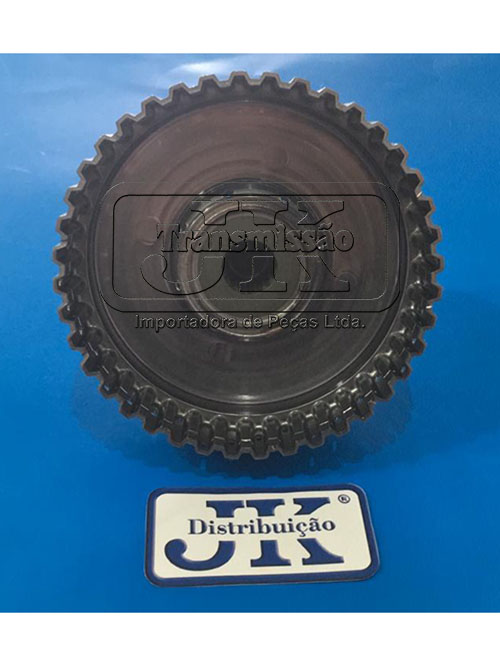 JK
Transmissão
Importadora de Peças Ltda.
JK ®
Distribuição